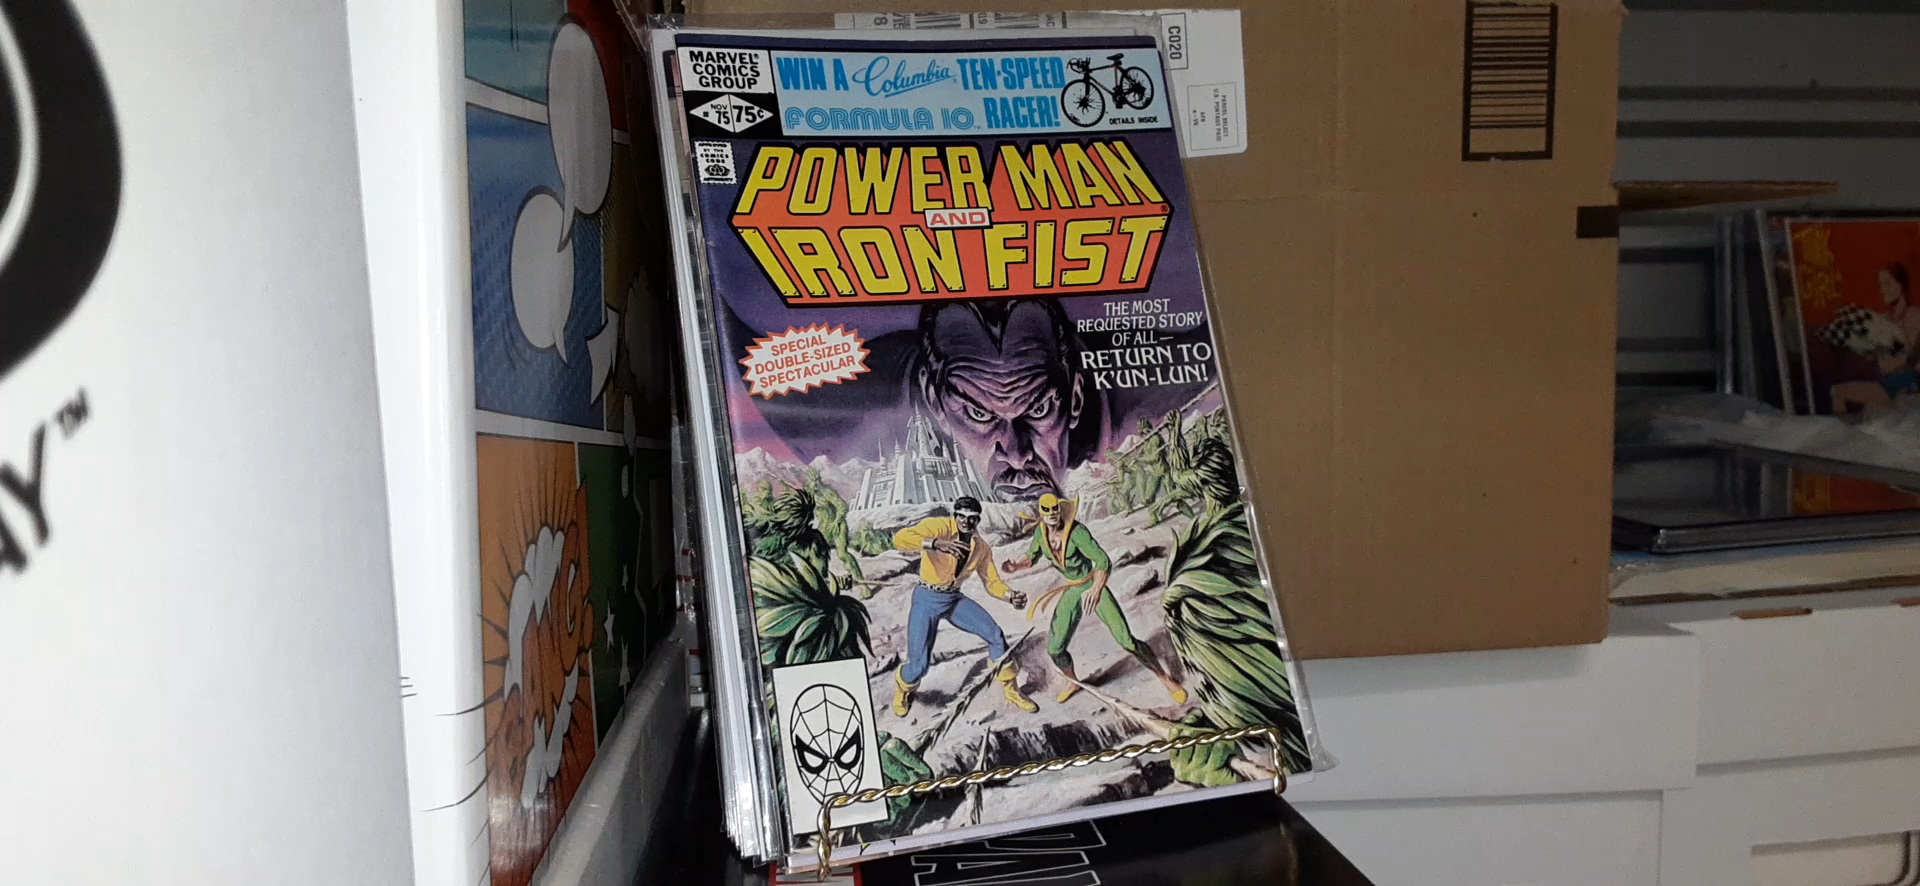 MARVEL® COMICS GROUP
NOV 75
75¢
WIN A Columbia TEN-SPEED
FORMULA 10 RACER!
DETAILS INSIDE
APPROVED
BY THE
COMICS
CODE
AUTHORITY
POWER MAN
AND
IRON FIST
THE MOST
REQUESTED STORY
OF ALL —
RETURN TO
K'UN-LUN!
SPECIAL
DOUBLE-SIZED
SPECTACULAR
C020
TM